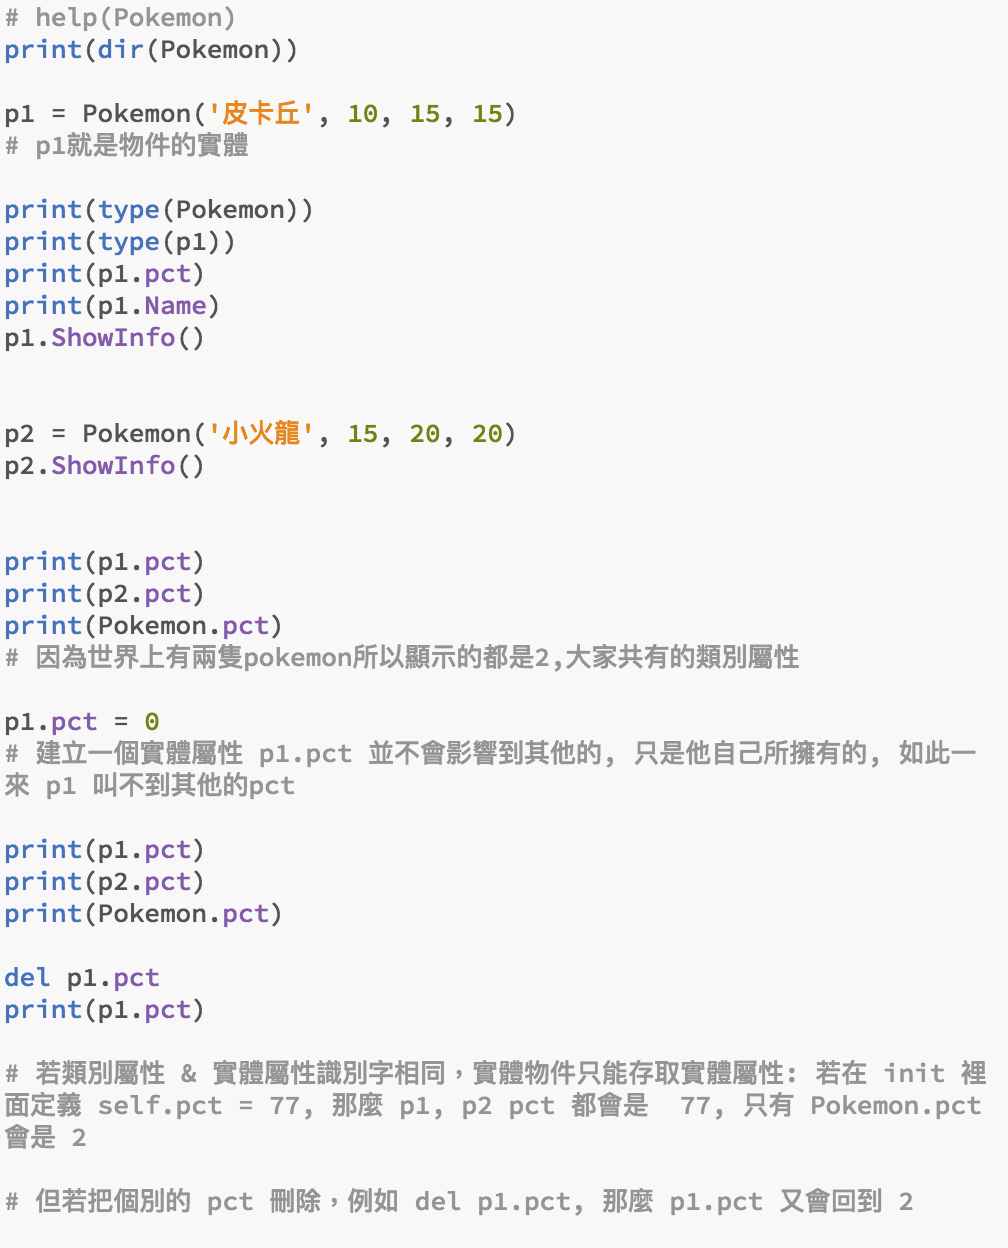 # help(Pokemon)
print(dir(Pokemon))
p1 = Pokemon('皮卡丘', 10, 15, 15)
# p1就是物件的實體
print(type(Pokemon))
print(type(p1))
print(p1.pct)
print(p1.Name)
p1.ShowInfo()
p2 = Pokemon('小火龍', 15, 20, 20)
p2.ShowInfo()
print(p1.pct)
print(p2.pct)
print(Pokemon.pct)
# 因為世界上有兩隻pokemon所以顯示的都是2,大家共有的類別屬性
p1.pct = 0
# 建立一個實體屬性 p1.pct 並不會影響到其他的, 只是他自己所擁有的, 如此一
來 p1 叫不到其他的pct
print(p1.pct)
print(p2.pct)
print(Pokemon.pct)
del p1.pct
print(p1.pct)
# 若類別屬性 & 實體屬性識別字相同，實體物件只能存取實體屬性: 若在 init 裡
面定義 self.pct = 77, 那麼 p1, p2 pct 都會是  77, 只有 Pokemon.pct
會是 2
# 但若把個別的 pct 刪除，例如 del p1.pct, 那麼 p1.pct 又會回到 2